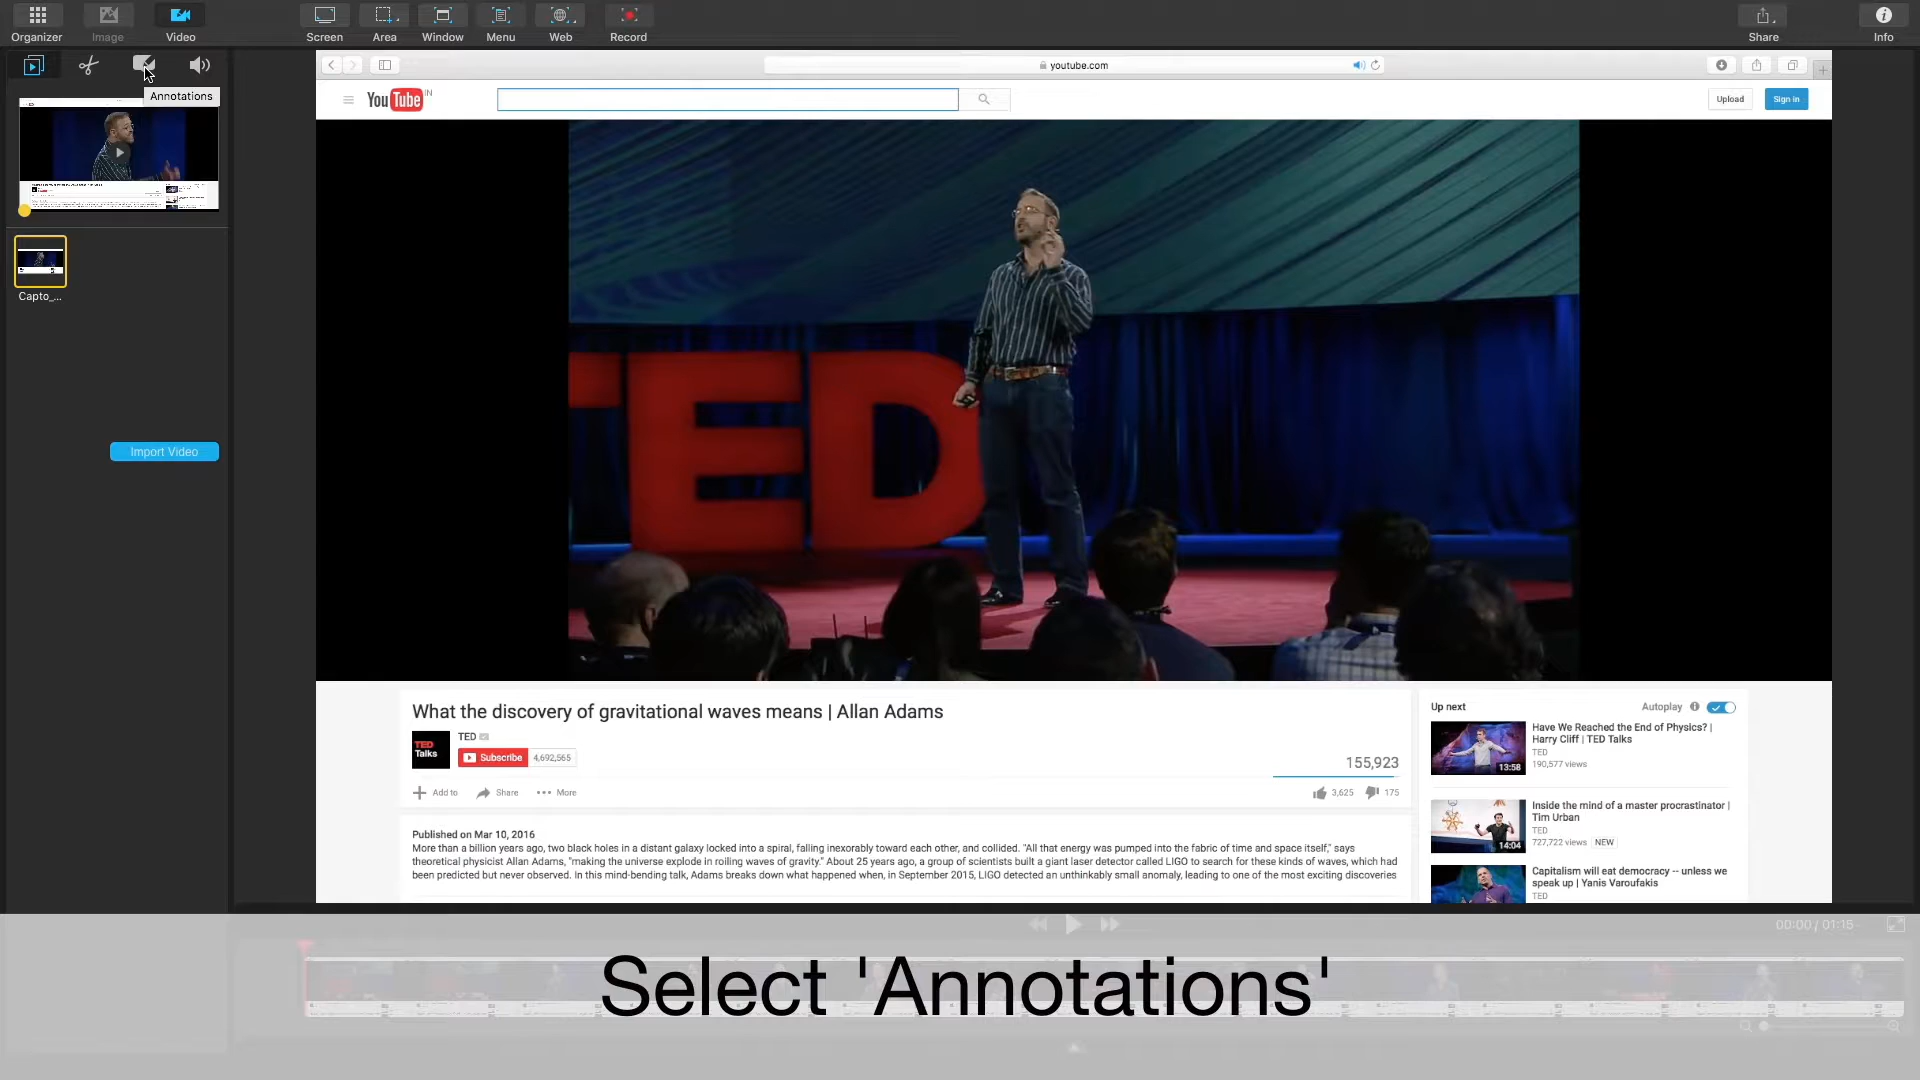 Organizer
Image
Video
Screen
Area
Window
Menu
Web
Record
Share
Info
Annotations
youtube.com
YouTube IN
Upload
Sign in
Capto_...
Import Video
TED
What the discovery of gravitational waves means | Allan Adams
TED Talks
TED
Subscribe 4,692,565
155,923
Add to
Share
More
3,625
175
Published on Mar 10, 2016
More than a billion years ago, two black holes in a distant galaxy locked into a spiral, falling inexorably toward each other, and collided. "All that energy was pumped into the fabric of time and space itself," says
theoretical physicist Allan Adams, "making the universe explode in roiling waves of gravity." About 25 years ago, a group of scientists built a giant laser detector called LIGO to search for these kinds of waves, which had
been predicted but never observed. In this mind-bending talk, Adams breaks down what happened when, in September 2015, LIGO detected an unthinkably small anomaly, leading to one of the most exciting discoveries
Up next
Autoplay
Have We Reached the End of Physics? |
Harry Cliff | TED Talks
TED
190,577 views
13:58
Inside the mind of a master procrastinator |
Tim Urban
TED
727,722 views NEW
14:04
Capitalism will eat democracy -- unless we
speak up | Yanis Varoufakis
TED
00:00 / 01:15
Select 'Annotations'